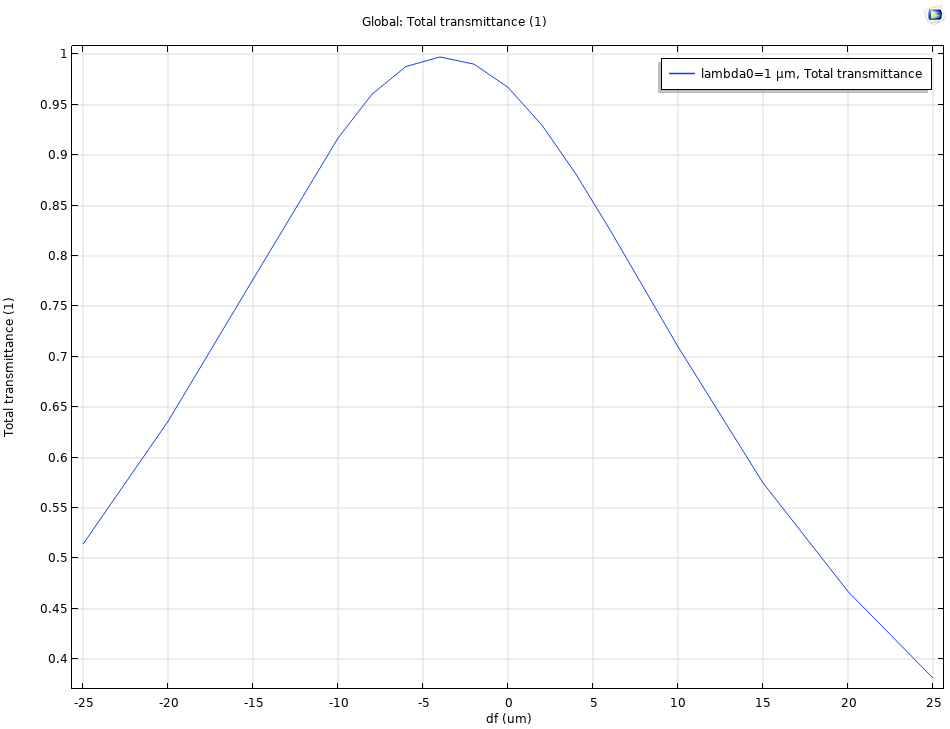 Global: Total transmittance (1)
lambda0=1 µm, Total transmittance
1
0.95
0.9
0.85
0.8
0.75
0.7
0.65
0.6
0.55
0.5
0.45
0.4
Total transmittance (1)
-25 -20 -15 -10 -5 0 5 10 15 20 25
df (um)